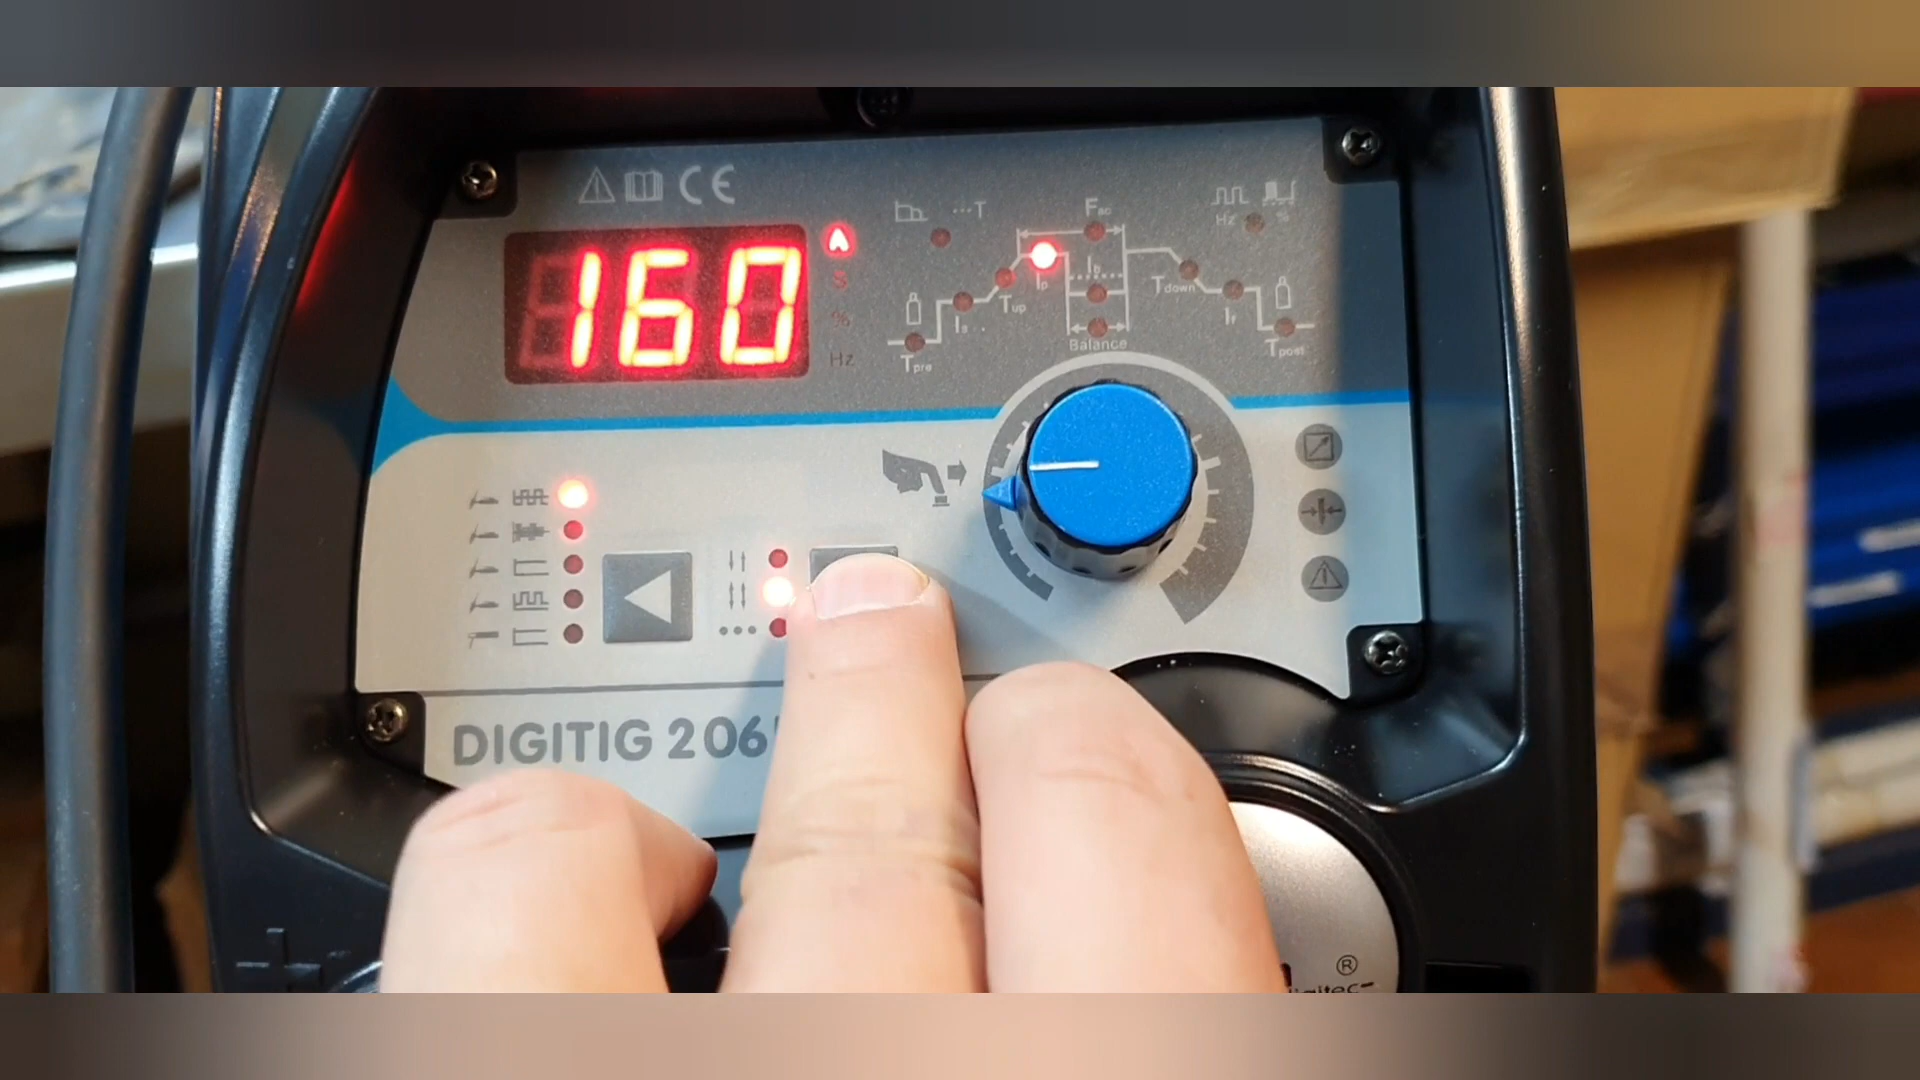 CE
160
A
S
%
Hz
...T
Fac
Hz %
Ip
Ib
Tup
Is
Tdown
If
Balance
Tpre
Tpost
DIGITIG 206
®